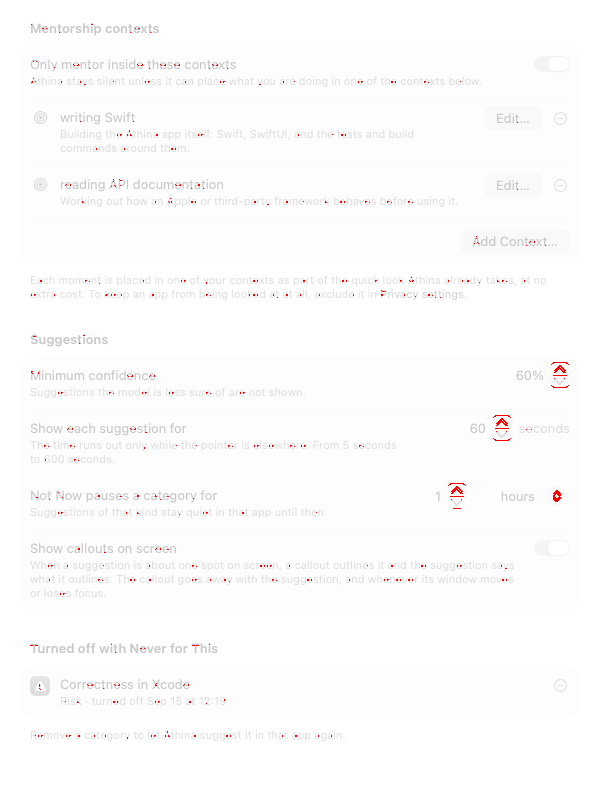 Mentorship contexts
Only mentor inside these contexts
Athina stays silent unless it can place what you are doing in one of the contexts below.
writing Swift
Edit...
Building the Athina app itself: Swift, SwiftUI, and the tests and build
commands around them.
reading API documentation
Edit...
Working out how an Apple or third-party framework behaves before using it.
Add Context...
Each moment is placed in one of your contexts as part of the quick look Athina already takes, at no
extra cost. To keep an app from being looked at at all, exclude it in Privacy settings.
Suggestions
Minimum confidence
60%
Suggestions the model is less sure of are not shown.
Show each suggestion for
60 seconds
The time runs out only while the pointer is elsewhere. From 5 seconds
to 600 seconds.
Not Now pauses a category for
1 hours
Suggestions of that kind stay quiet in that app until then.
Show callouts on screen
When a suggestion is about one spot on screen, a callout outlines it and the suggestion says
what it outlines. The callout goes away with the suggestion, and whenever its window moves
or loses focus.
Turned off with Never for This
Correctness in Xcode
Risk · turned off Sep 15 at 12:19
Remove a category to let Athina suggest it in that app again.